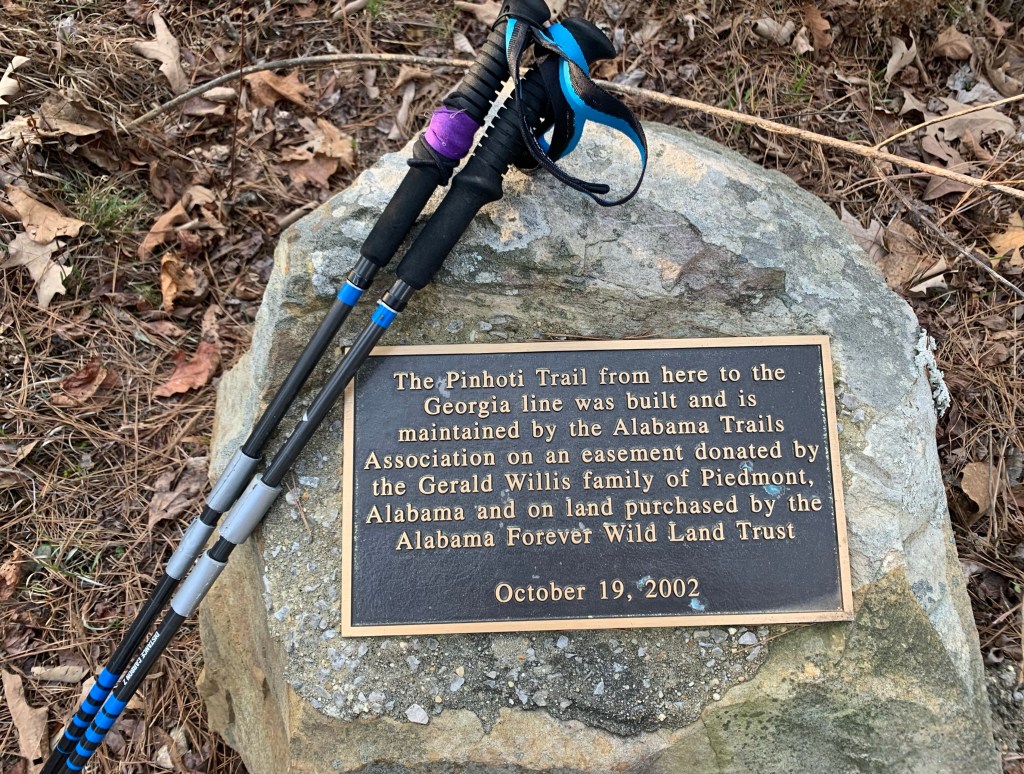 The Pinhoti Trail from here to the
Georgia line was built and is
maintained by the Alabama Trails
Association on an easement donated by
the Gerald Willis family of Piedmont,
Alabama and on land purchased by the
Alabama Forever Wild Land Trust
October 19, 2002
DISTANCE CARBON Z